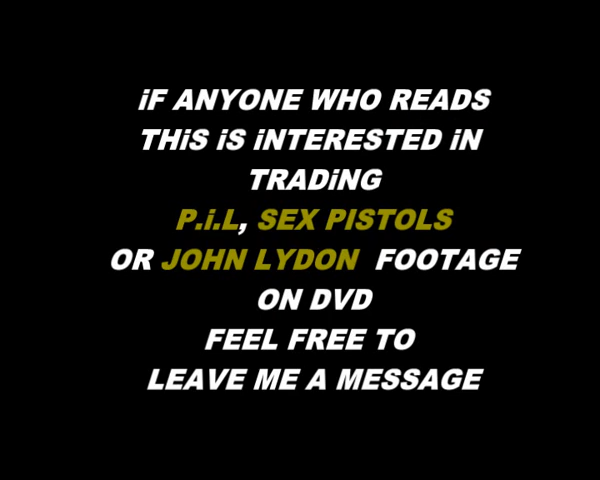 iF ANYONE WHO READS
THiS iS iNTERESTED iN
TRADiNG
P.i.L, SEX PISTOLS
OR JOHN LYDON FOOTAGE
ON DVD
FEEL FREE TO
LEAVE ME A MESSAGE